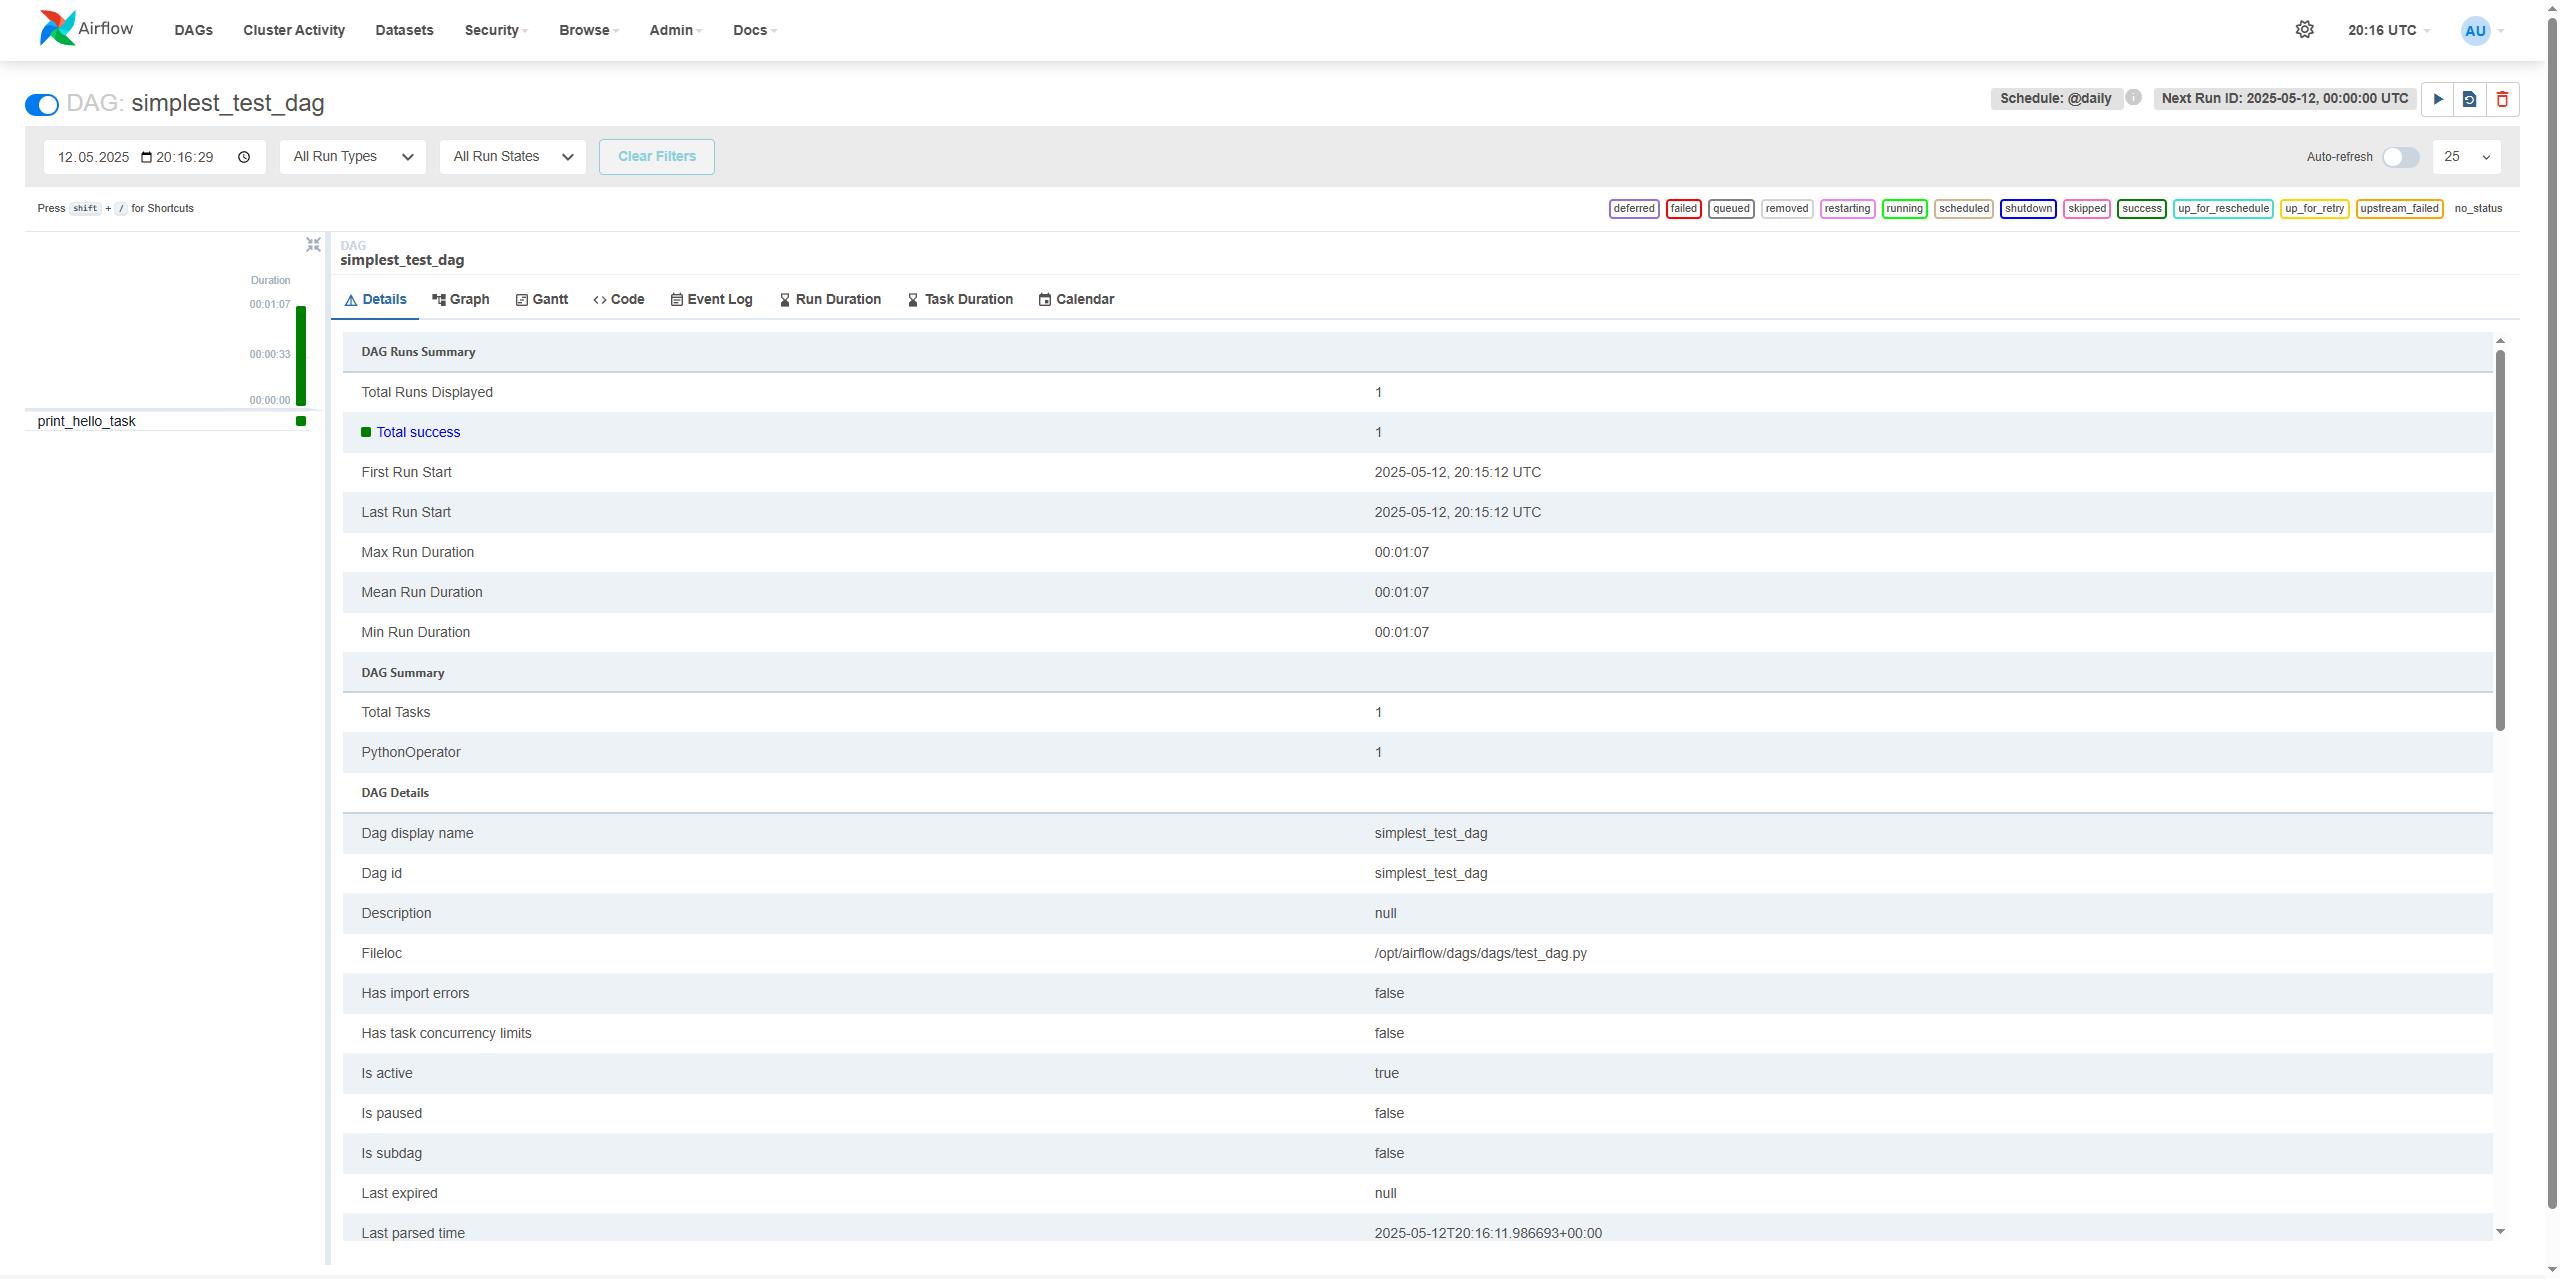 Airflow DAGs Cluster Activity Datasets Security Browse Admin Docs 20:16 UTC AU
DAG: simplest_test_dag Schedule: @daily i Next Run ID: 2025-05-12, 00:00:00 UTC
12.05.2025 20:16:29 All Run Types All Run States Clear Filters Auto-refresh 25
Press shift + / for Shortcuts deferred failed queued removed restarting running scheduled shutdown skipped success up_for_reschedule up_for_retry upstream_failed no_status
Duration
00:01:07
00:00:33
00:00:00
print_hello_task
DAG
simplest_test_dag
Details Graph Gantt Code Event Log Run Duration Task Duration Calendar
DAG Runs Summary
Total Runs Displayed 1
Total success 1
First Run Start 2025-05-12, 20:15:12 UTC
Last Run Start 2025-05-12, 20:15:12 UTC
Max Run Duration 00:01:07
Mean Run Duration 00:01:07
Min Run Duration 00:01:07
DAG Summary
Total Tasks 1
PythonOperator 1
DAG Details
Dag display name simplest_test_dag
Dag id simplest_test_dag
Description null
Fileloc /opt/airflow/dags/dags/test_dag.py
Has import errors false
Has task concurrency limits false
Is active true
Is paused false
Is subdag false
Last expired null
Last parsed time 2025-05-12T20:16:11.986693+00:00